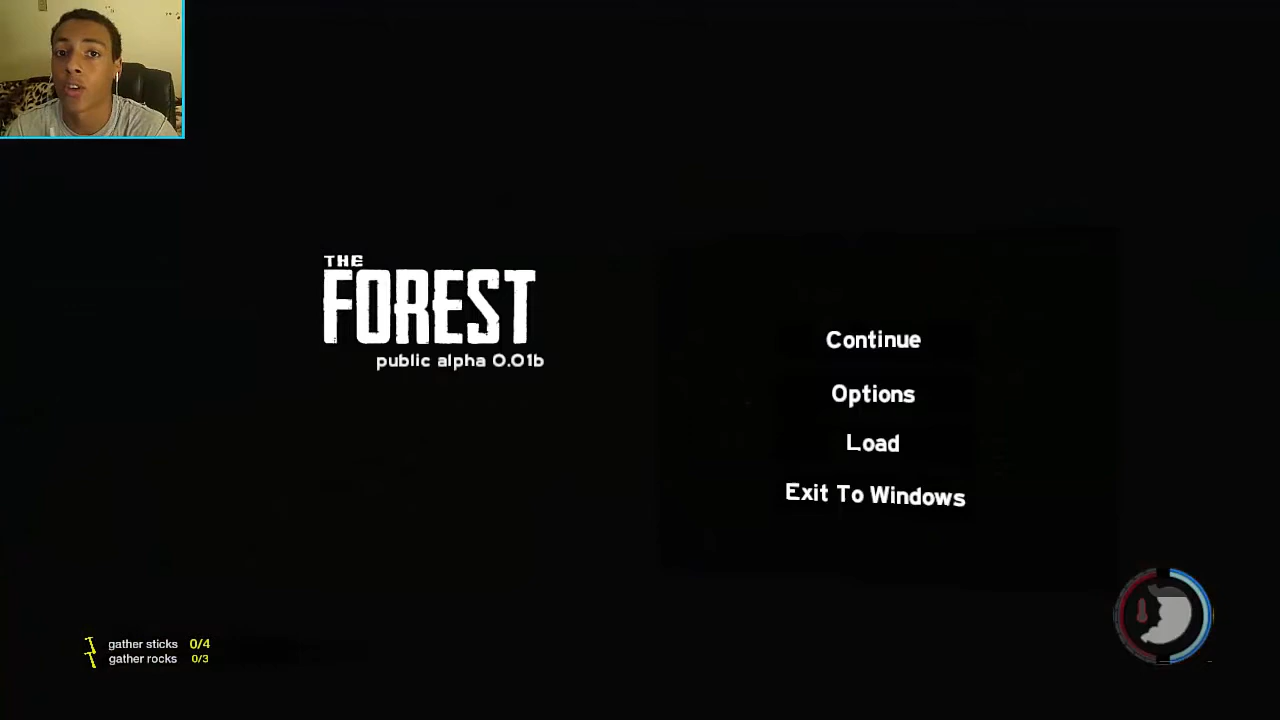 THE
FOREST
public alpha 0.01b
Continue
Options
Load
Exit To Windows
gather sticks 0/4
gather rocks 0/3